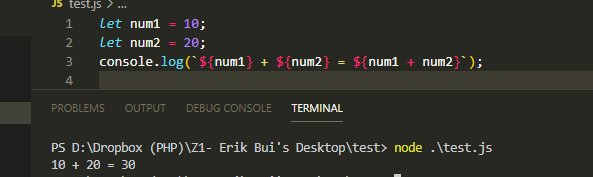 JS test.js > ...
1 let num1 = 10;
2 let num2 = 20;
3 console.log(`${num1} + ${num2} = ${num1 + num2}`);
4
PROBLEMS OUTPUT DEBUG CONSOLE TERMINAL
PS D:\Dropbox (PHP)\Z1- Erik Bui's Desktop\test> node .\test.js
10 + 20 = 30